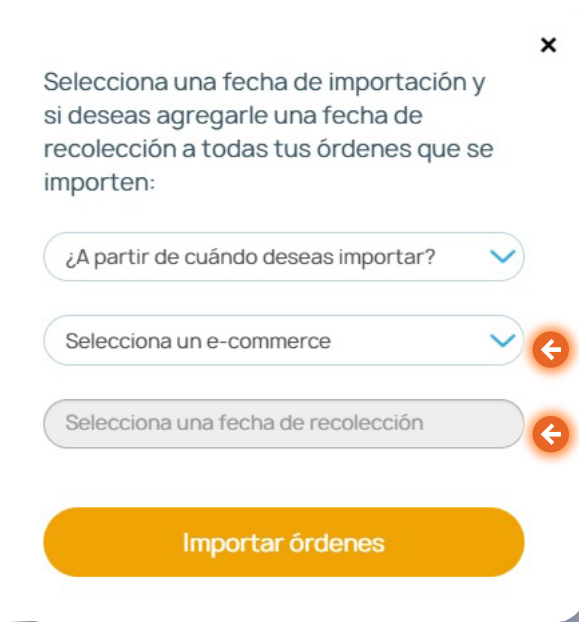 ×
Selecciona una fecha de importación y
si deseas agregarle una fecha de
recolección a todas tus órdenes que se
importen:
¿A partir de cuándo deseas importar?
Selecciona un e-commerce
Selecciona una fecha de recolección
Importar órdenes